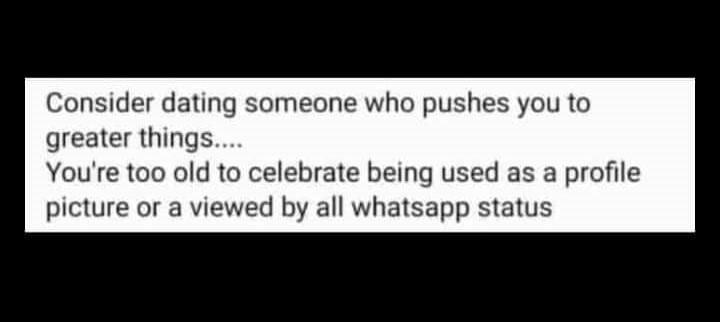 Consider dating someone who pushes you to
greater things....
You're too old to celebrate being used as a profile
picture or a viewed by all whatsapp status